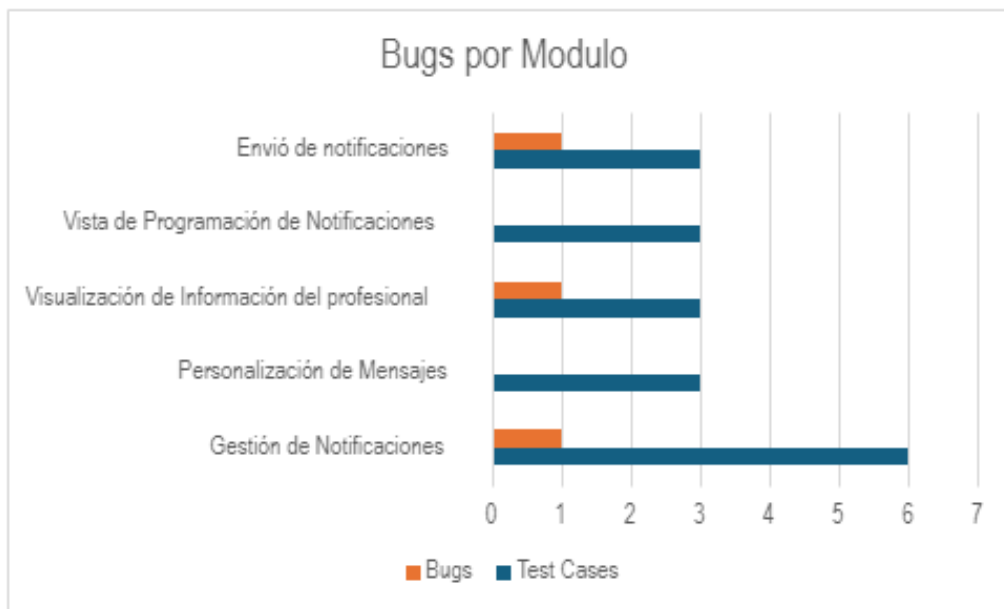 Bugs por Modulo
Envió de notificaciones
Vista de Programación de Notificaciones
Visualización de Información del profesional
Personalización de Mensajes
Gestión de Notificaciones
0 1 2 3 4 5 6 7
Bugs Test Cases